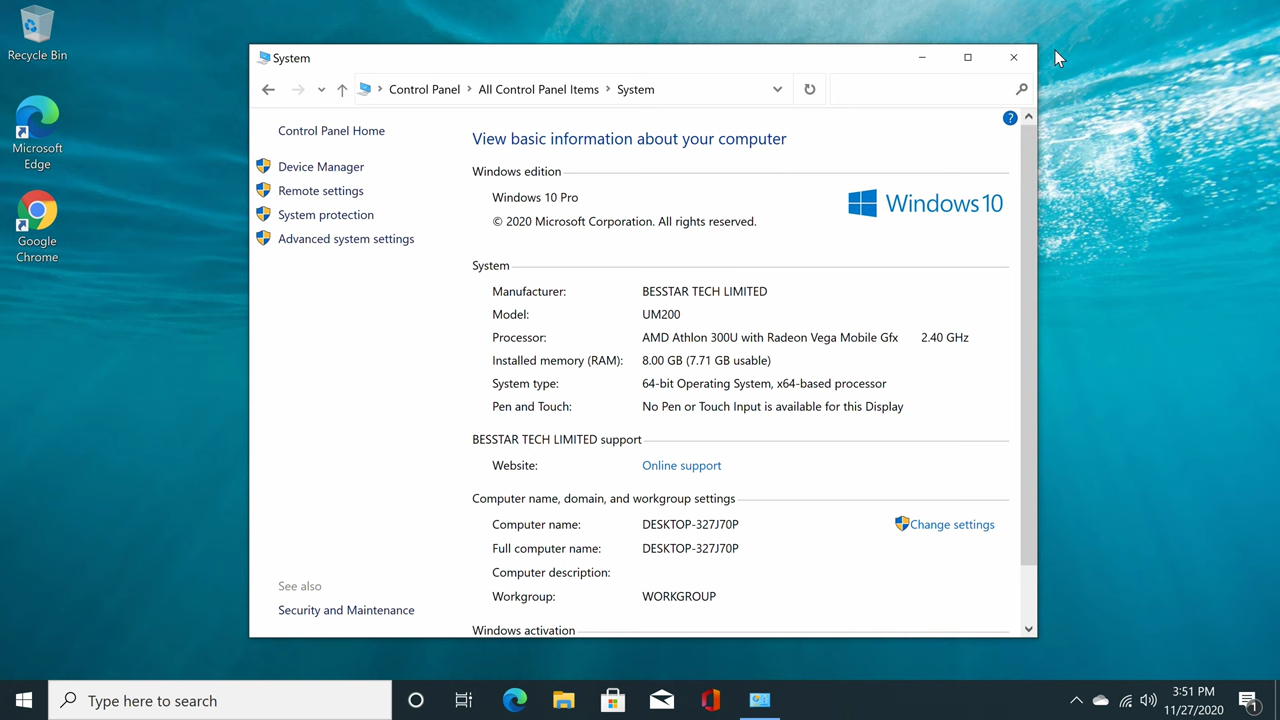 Recycle Bin
Microsoft
Edge
Google
Chrome
System
Control Panel
All Control Panel Items
System
Control Panel Home
Device Manager
Remote settings
System protection
Advanced system settings
See also
Security and Maintenance
?
View basic information about your computer
Windows edition
Windows 10 Pro
© 2020 Microsoft Corporation. All rights reserved.
Windows 10
System
Manufacturer: BESSTAR TECH LIMITED
Model: UM200
Processor: AMD Athlon 300U with Radeon Vega Mobile Gfx 2.40 GHz
Installed memory (RAM): 8.00 GB (7.71 GB usable)
System type: 64-bit Operating System, x64-based processor
Pen and Touch: No Pen or Touch Input is available for this Display
BESSTAR TECH LIMITED support
Website: Online support
Computer name, domain, and workgroup settings
Computer name: DESKTOP-327J70P Change settings
Full computer name: DESKTOP-327J70P
Computer description:
Workgroup: WORKGROUP
Windows activation
Type here to search
3:51 PM
11/27/2020
1